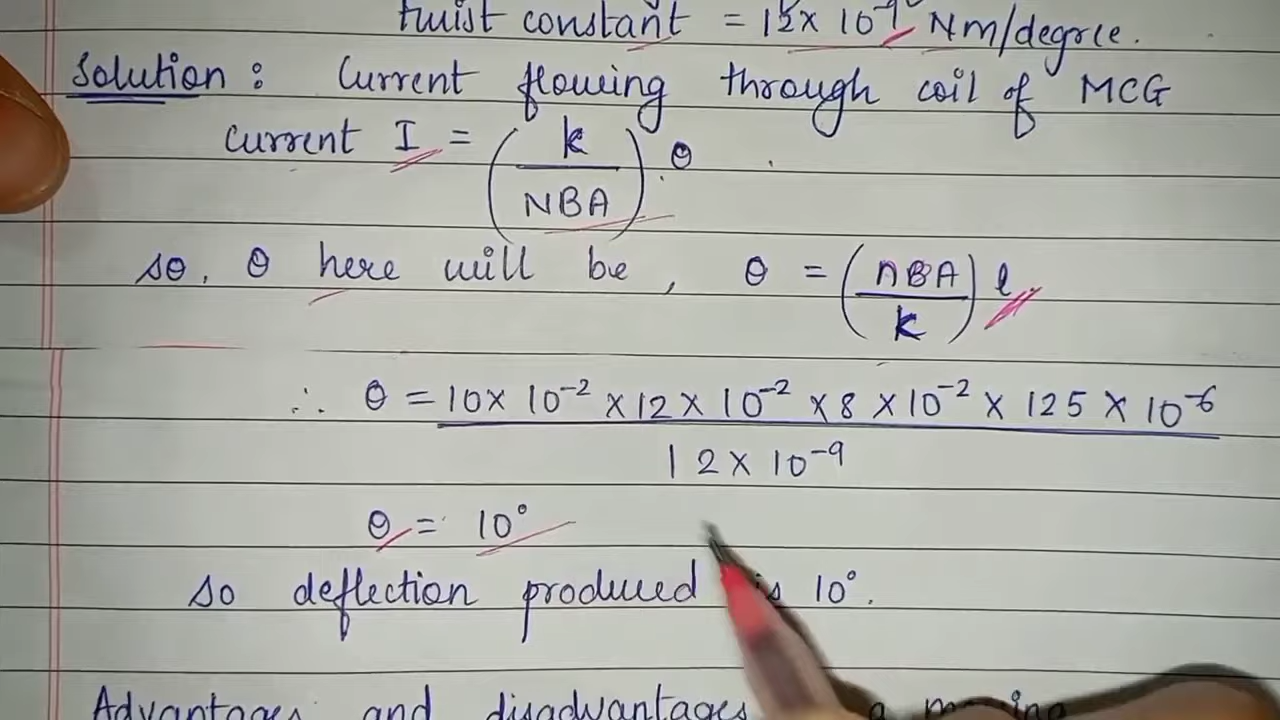 twist constant = 12 x 10⁻⁹ Nm/degree.
Solution : Current flowing through coil of MCG
current I = (k / NBA) . θ
so, θ here will be, θ = (nBA / k) l.
∴ θ = 10 x 10⁻² x 12 x 10⁻² x 8 x 10⁻² x 125 x 10⁻⁶
12 x 10⁻⁹
θ = 10°
so deflection produced is 10°.
Advantages and disadvantages a moving